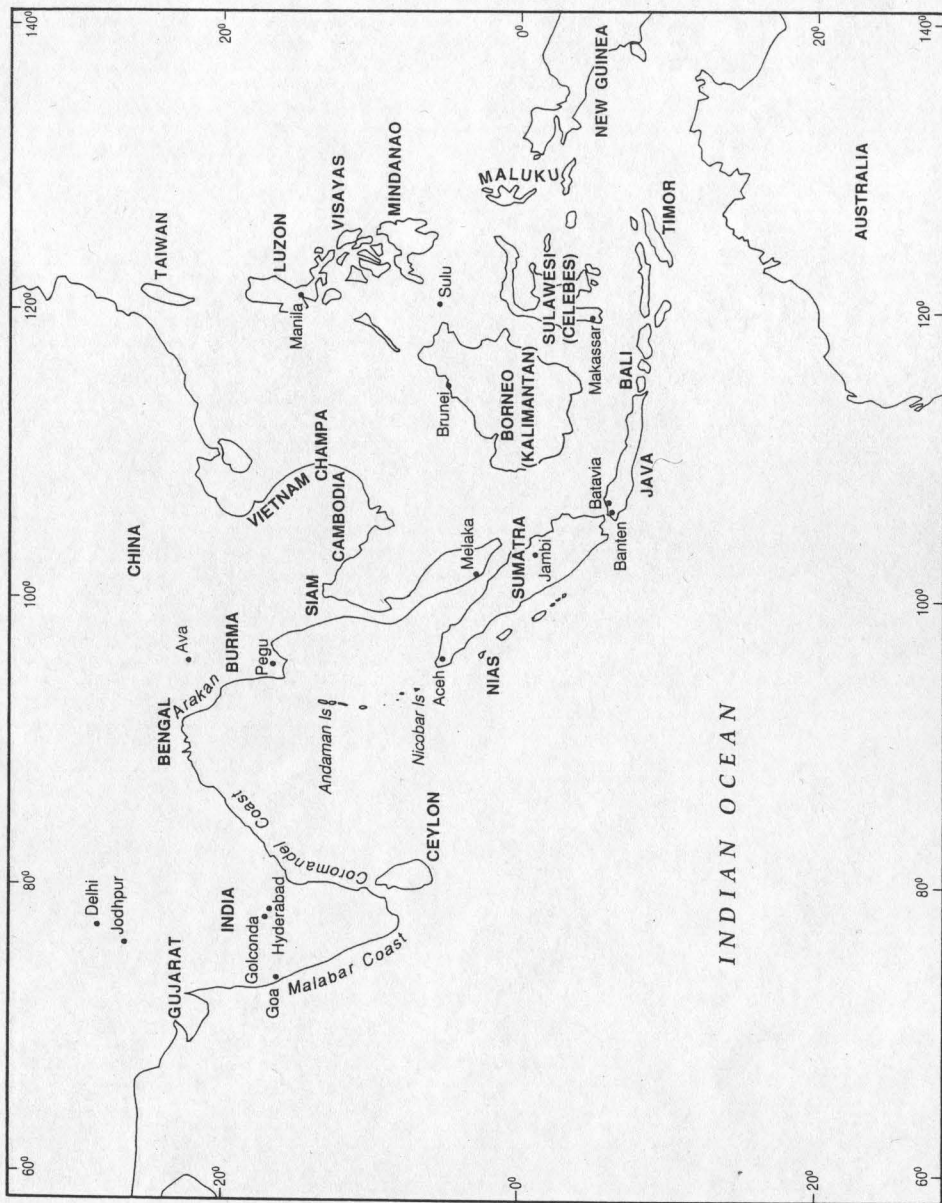 60°
80°
100°
120°
140°
20°
0°
20°
20°
0°
20°
60°
80°
100°
120°
140°
Delhi
Jodhpur
GUJARAT
INDIA
Golconda
Hyderabad
Goa
Malabar Coast
Coromandel Coast
CEYLON
BENGAL
Arakan
Ava
BURMA
Pegu
Andaman Is
Nicobar Is
CHINA
SIAM
VIETNAM
CHAMPA
CAMBODIA
Melaka
Aceh
NIAS
SUMATRA
Jambi
Batavia
Banten
JAVA
TAIWAN
LUZON
Manila
VISAYAS
MINDANAO
Sulu
Brunei
BORNEO
(KALIMANTAN)
SULAWESI
(CELEBES)
Makassar
BALI
MALUKU
TIMOR
NEW GUINEA
AUSTRALIA
INDIAN OCEAN